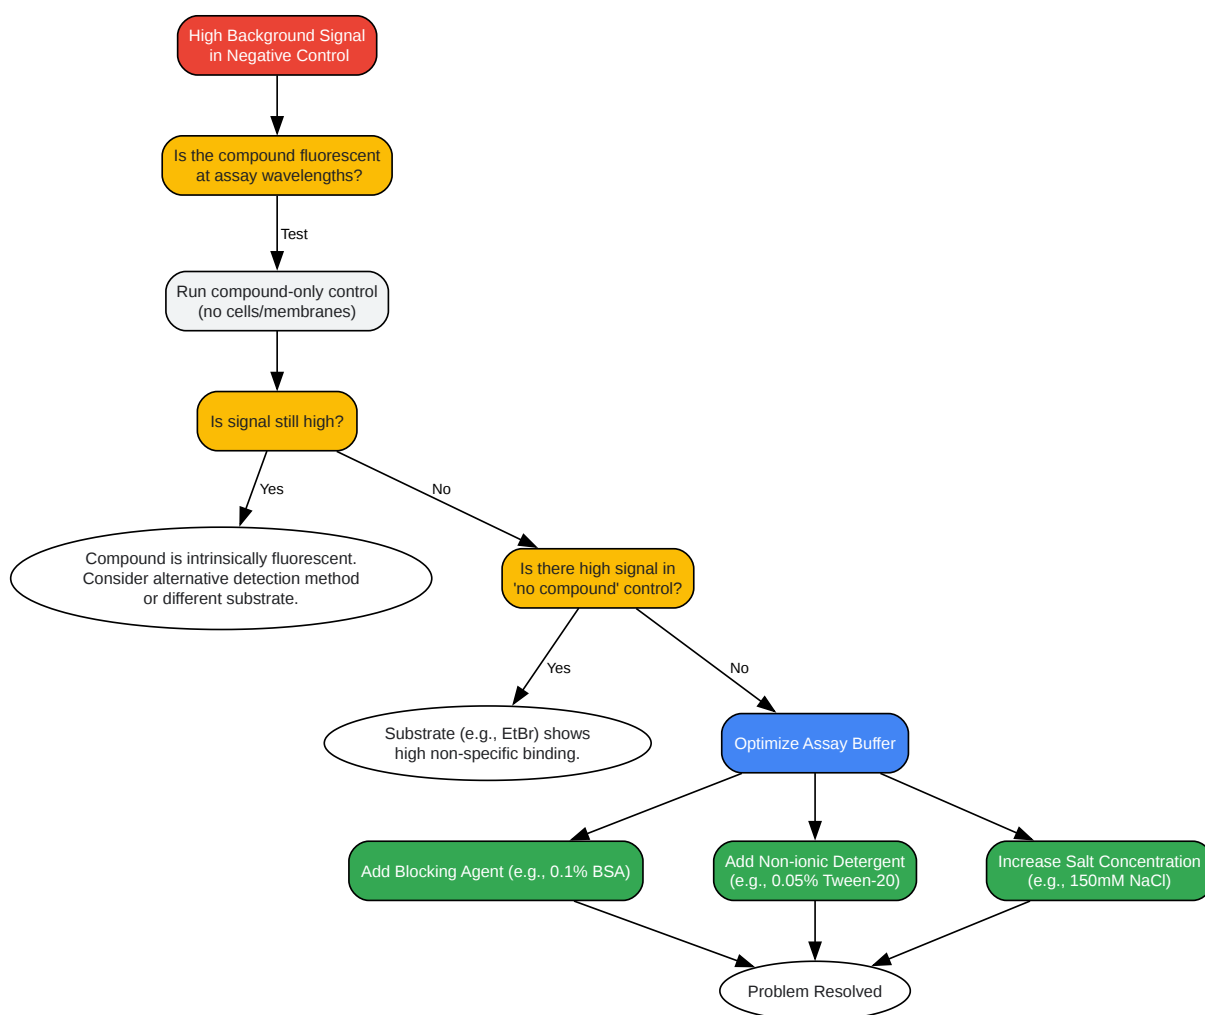 High Background Signal
in Negative Control
Is the compound fluorescent
at assay wavelengths?
Test
Run compound-only control
(no cells/membranes)
Is signal still high?
Yes
No
Compound is intrinsically fluorescent.
Consider alternative detection method
or different substrate.
Is there high signal in
'no compound' control?
Yes
No
Substrate (e.g., EtBr) shows
high non-specific binding.
Optimize Assay Buffer
Add Blocking Agent (e.g., 0.1% BSA)
Add Non-ionic Detergent
(e.g., 0.05% Tween-20)
Increase Salt Concentration
(e.g., 150mM NaCl)
Problem Resolved